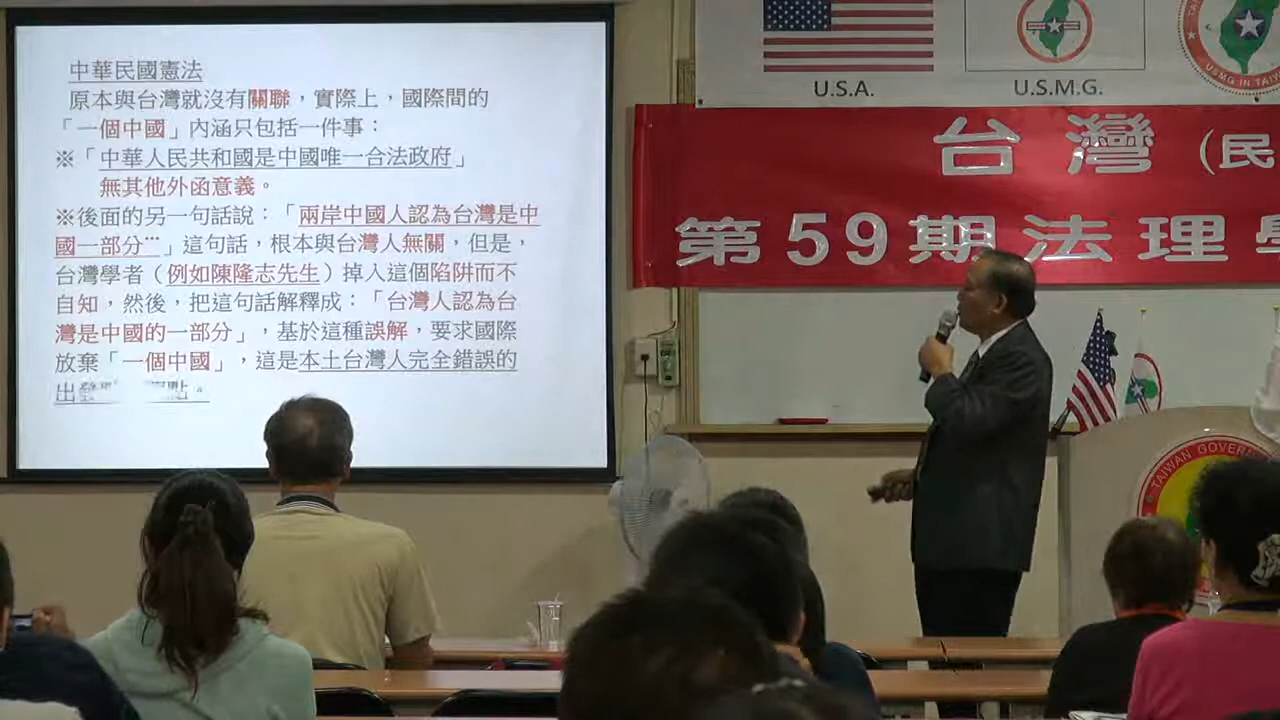 中華民國憲法
原本與台灣就沒有關聯，實際上，國際間的
「一個中國」內涵只包括一件事：
※「中華人民共和國是中國唯一合法政府」
無其他外函意義。
※後面的另一句話說：「兩岸中國人認為台灣是中
國一部分…」這句話，根本與台灣人無關，但是，
台灣學者（例如陳隆志先生）掉入這個陷阱而不
自知，然後，把這句話解釋成：「台灣人認為台
灣是中國的一部分」，基於這種誤解，要求國際
放棄「一個中國」，這是本土台灣人完全錯誤的
出
U.S.A.
U.S.M.G.
USMG IN
台灣（民
第59期法理
TAIWAN